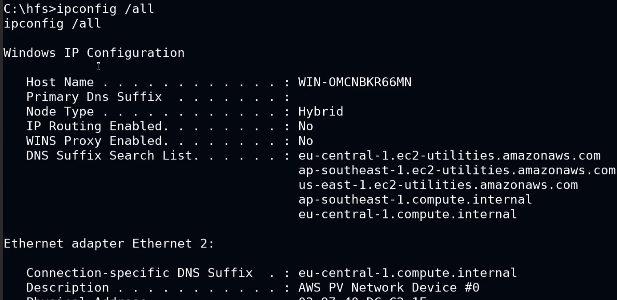 C:\hfs>ipconfig /all
ipconfig /all
Windows IP Configuration
Host Name . . . . . . . . . . . . : WIN-OMCNBKR66MN
Primary Dns Suffix  . . . . . . . :
Node Type . . . . . . . . . . . . : Hybrid
IP Routing Enabled. . . . . . . . : No
WINS Proxy Enabled. . . . . . . . : No
DNS Suffix Search List. . . . . . : eu-central-1.ec2-utilities.amazonaws.com
ap-southeast-1.ec2-utilities.amazonaws.com
us-east-1.ec2-utilities.amazonaws.com
ap-southeast-1.compute.internal
eu-central-1.compute.internal
Ethernet adapter Ethernet 2:
Connection-specific DNS Suffix  . : eu-central-1.compute.internal
Description . . . . . . . . . . . : AWS PV Network Device #0
Physical Address